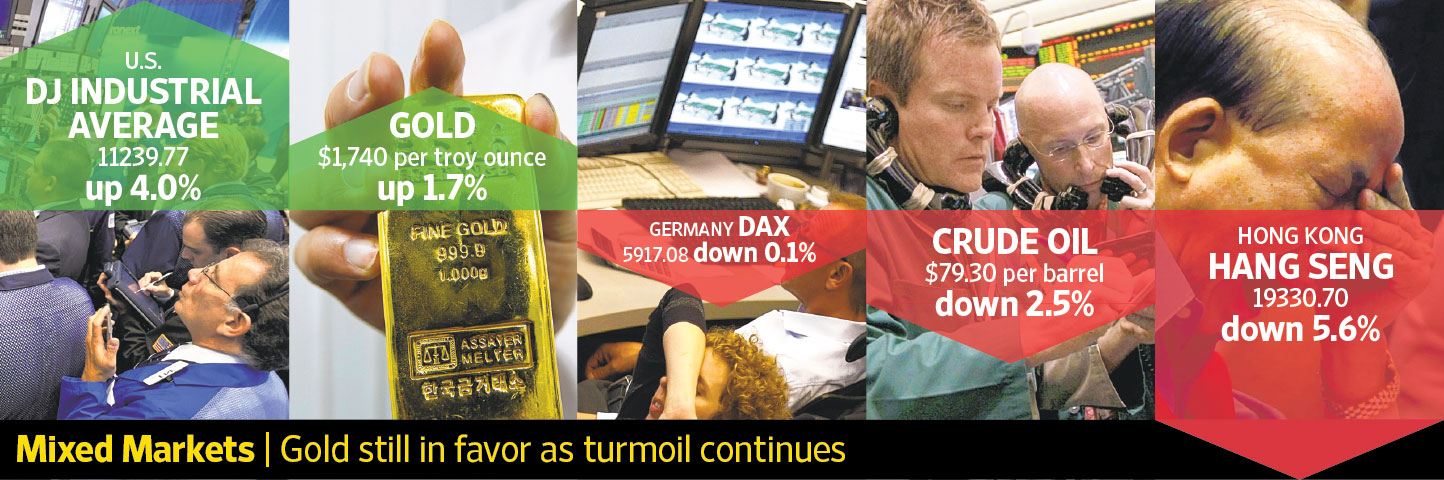 U.S.
DJ INDUSTRIAL
AVERAGE
11239.77
up 4.0%
GOLD
$1,740 per troy ounce
up 1.7%
FINE GOLD
999.9
1.000g
ASSAYER
MELTER
한국금거래소
GERMANY DAX
5917.08 down 0.1%
CRUDE OIL
$79.30 per barrel
down 2.5%
HONG KONG
HANG SENG
19330.70
down 5.6%
Mixed Markets | Gold still in favor as turmoil continues